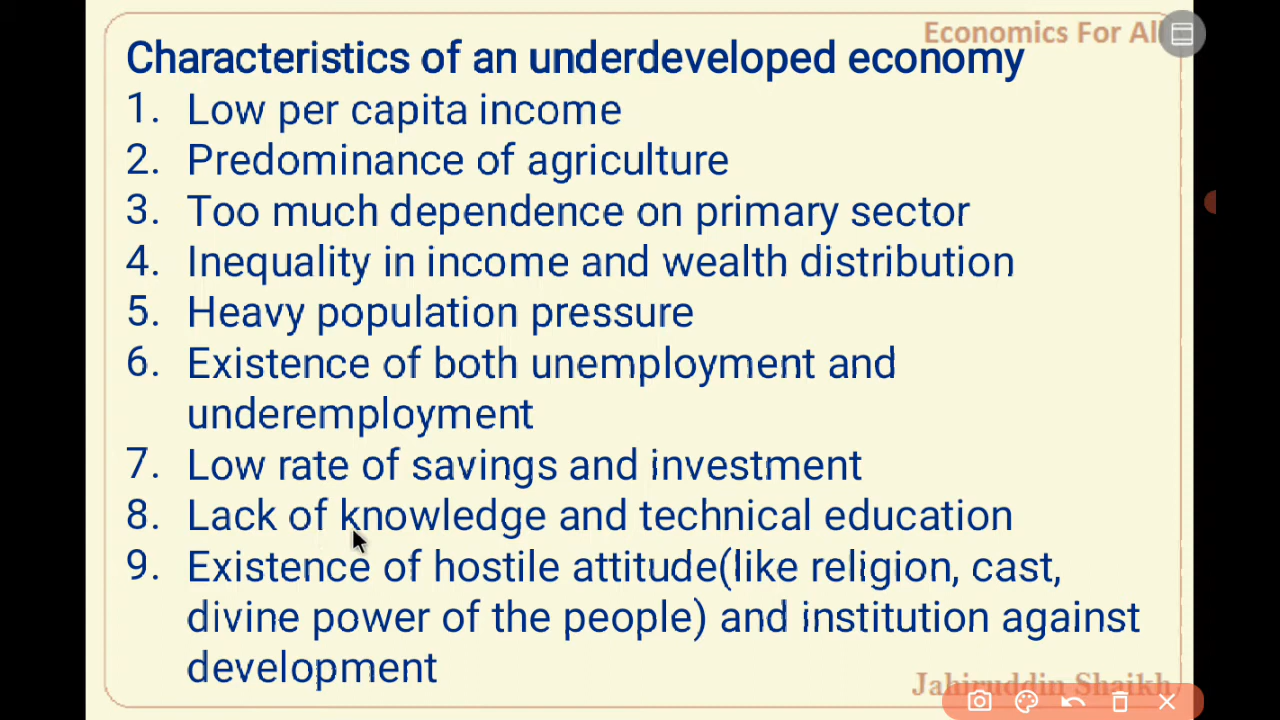 Economics For All
Characteristics of an underdeveloped economy
1. Low per capita income
2. Predominance of agriculture
3. Too much dependence on primary sector
4. Inequality in income and wealth distribution
5. Heavy population pressure
6. Existence of both unemployment and
underemployment
7. Low rate of savings and investment
8. Lack of knowledge and technical education
9. Existence of hostile attitude(like religion, cast,
divine power of the people) and institution against
development
Jahiruddin Shaikh